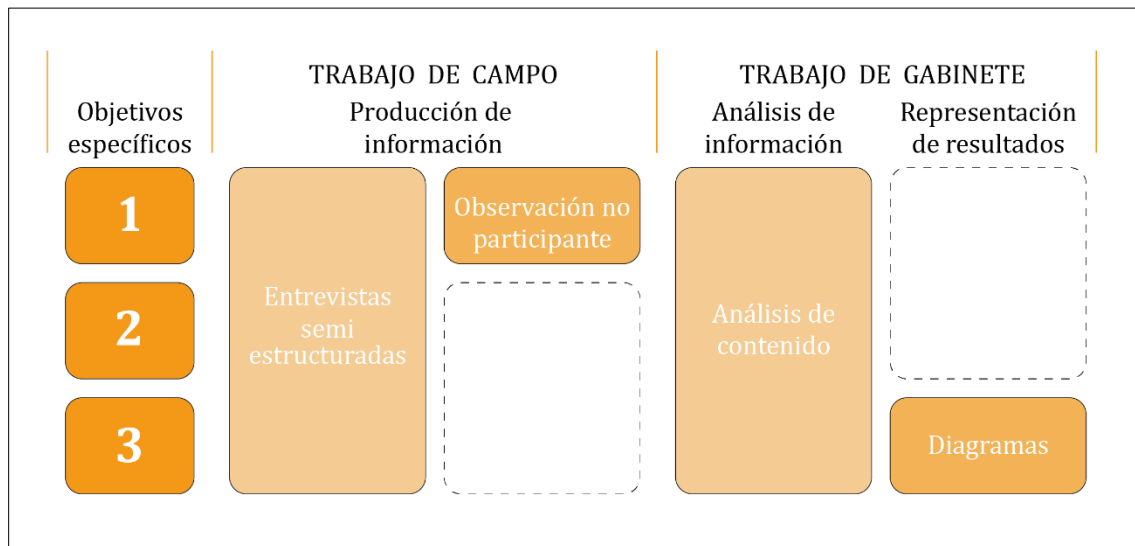 TRABAJO DE CAMPO
TRABAJO DE GABINETE
Objetivos
específicos
Producción de
información
Análisis de
información
Representación
de resultados
1
2
3
Entrevistas
semi
estructuradas
Observación no
participante
Análisis de
contenido
Diagramas